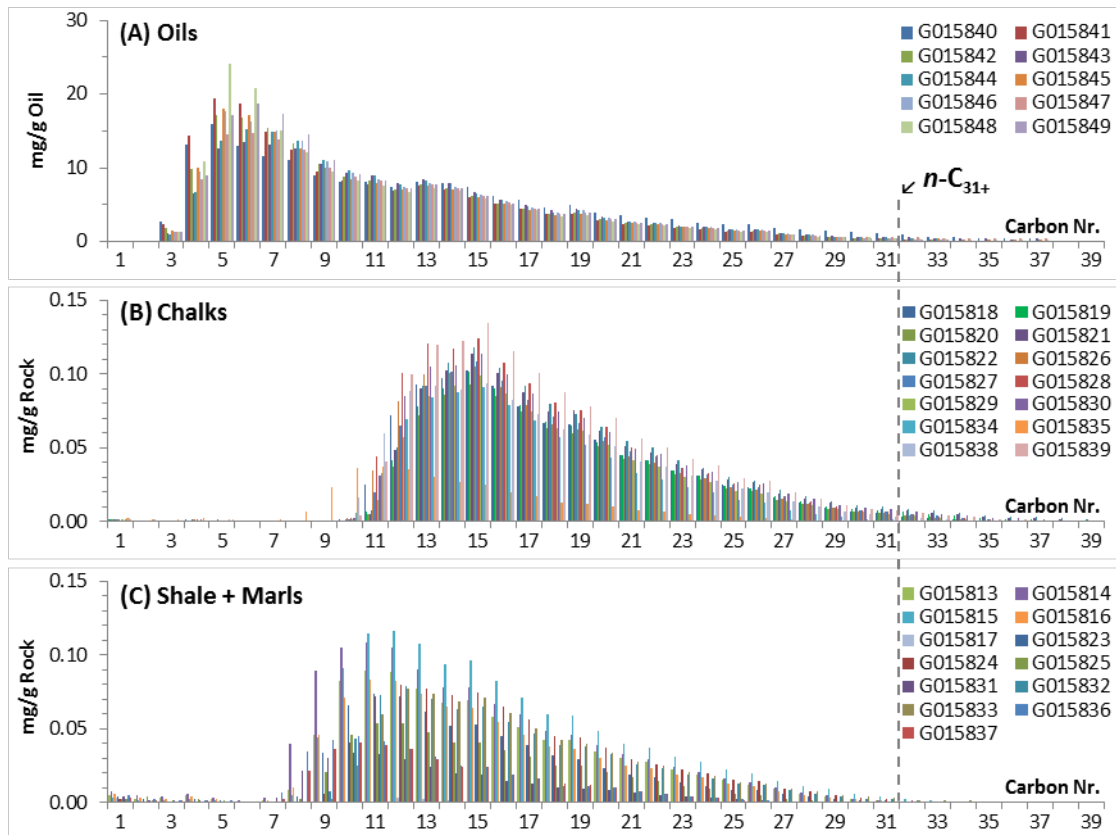 (A) Oils
mg/g Oil
30
20
10
0
G015840 G015841
G015842 G015843
G015844 G015845
G015846 G015847
G015848 G015849
n-C31+
Carbon Nr.
1 3 5 7 9 11 13 15 17 19 21 23 25 27 29 31 33 35 37 39
(B) Chalks
mg/g Rock
0.15
0.10
0.05
0.00
G015818 G015819
G015820 G015821
G015822 G015826
G015827 G015828
G015829 G015830
G015834 G015835
G015838 G015839
Carbon Nr.
1 3 5 7 9 11 13 15 17 19 21 23 25 27 29 31 33 35 37 39
(C) Shale + Marls
mg/g Rock
0.15
0.10
0.05
0.00
G015813 G015814
G015815 G015816
G015817 G015823
G015824 G015825
G015831 G015832
G015833 G015836
G015837
Carbon Nr.
1 3 5 7 9 11 13 15 17 19 21 23 25 27 29 31 33 35 37 39